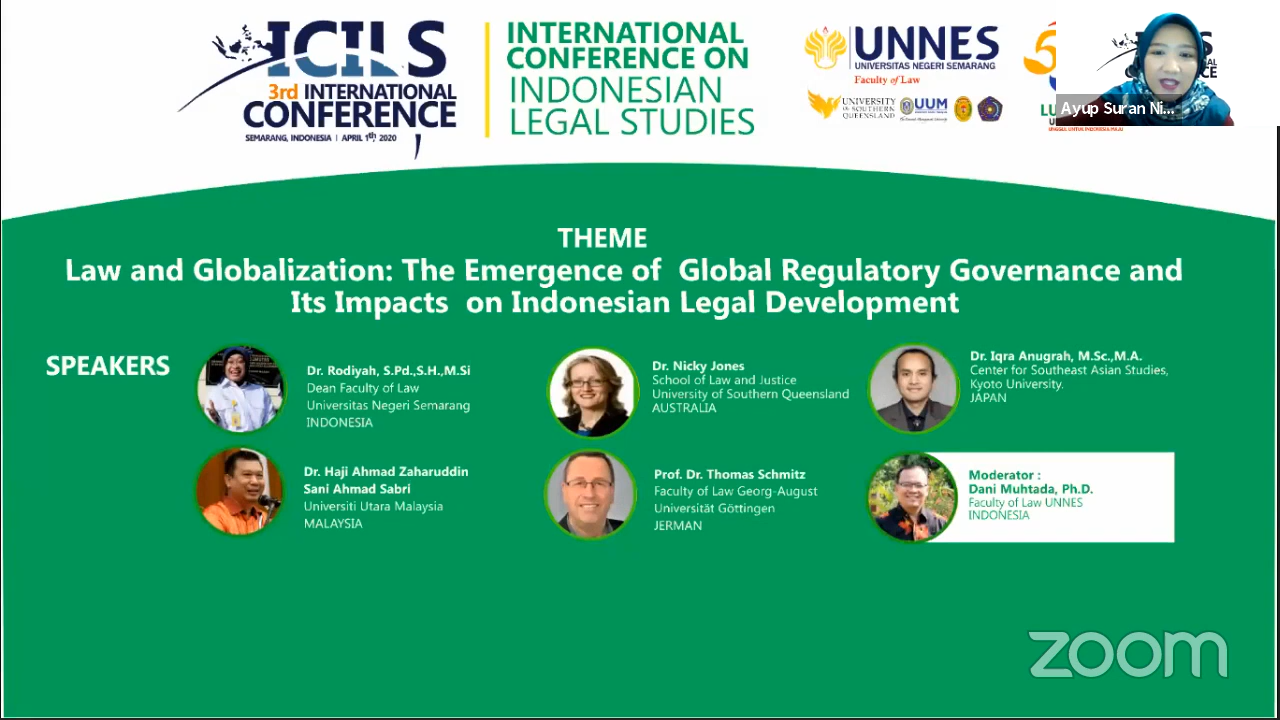 ICILS
3rd INTERNATIONAL
CONFERENCE
SEMARANG, INDONESIA | APRIL 1th 2020
INTERNATIONAL
CONFERENCE ON
INDONESIAN
LEGAL STUDIES
UNNES
UNIVERSITAS NEGERI SEMARANG
Faculty of Law
UNIVERSITY
OF SOUTHERN
QUEENSLAND
UUM
Ayup Suran Ni...
THEME
Law and Globalization: The Emergence of Global Regulatory Governance and
Its Impacts on Indonesian Legal Development
SPEAKERS
Dr. Rodiyah, S.Pd.,S.H.,M.Si
Dean Faculty of Law
Universitas Negeri Semarang
INDONESIA
Dr. Nicky Jones
School of Law and Justice
University of Southern Queensland
AUSTRALIA
Dr. Iqra Anugrah, M.Sc.,M.A.
Center for Southeast Asian Studies,
Kyoto University.
JAPAN
Dr. Haji Ahmad Zaharuddin
Sani Ahmad Sabri
Universiti Utara Malaysia
MALAYSIA
Prof. Dr. Thomas Schmitz
Faculty of Law Georg-August
Universität Göttingen
JERMAN
Moderator :
Dani Muhtada, Ph.D.
Faculty of Law UNNES
INDONESIA
zoom